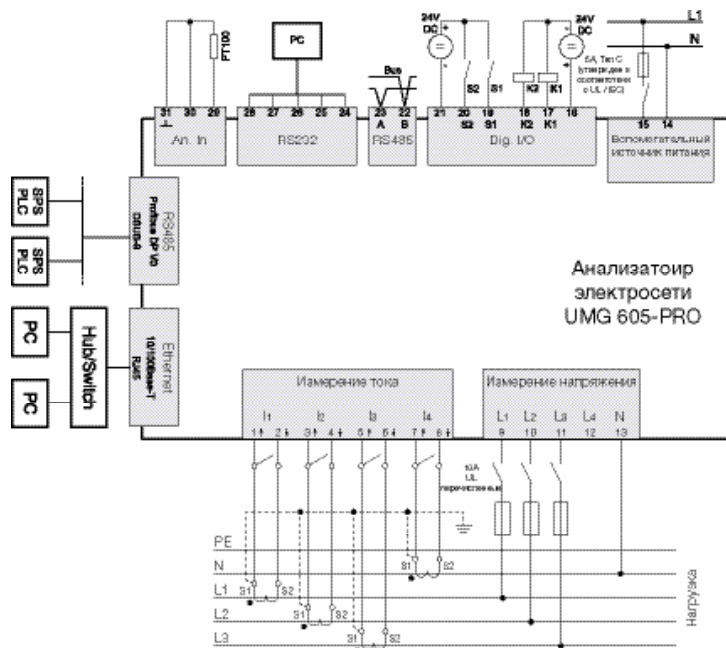 24V
DC
24V
DC
L1
N
PT100
PC
Bus
S2
S1
K2
K1
6A, Тип C
31
30
29
28
27
26
25
24
23
22
21
20
19
18
17
16
15
14
A
B
S2
S1
K2
K1
An. In
RS232
RS485
Dig. I/O
Вспомогательный
источник питания
SPS
PLC
SPS
PLC
RS485
Profibus DP V0
DSUB-9
Анализатоир
электросети
UMG 605-PRO
PC
PC
Hub/Switch
Ethernet
10/100Base-T
RJ45
Измерение тока
Измерение напряжения
I1
I2
I3
I4
L1
L2
L3
L4
N
1
2
3
4
5
6
7
8
9
10
11
12
13
10A
UL
PE
N
S1
S2
L1
S1
S2
L2
S1
S2
L3
S1
S2
Нагрузка